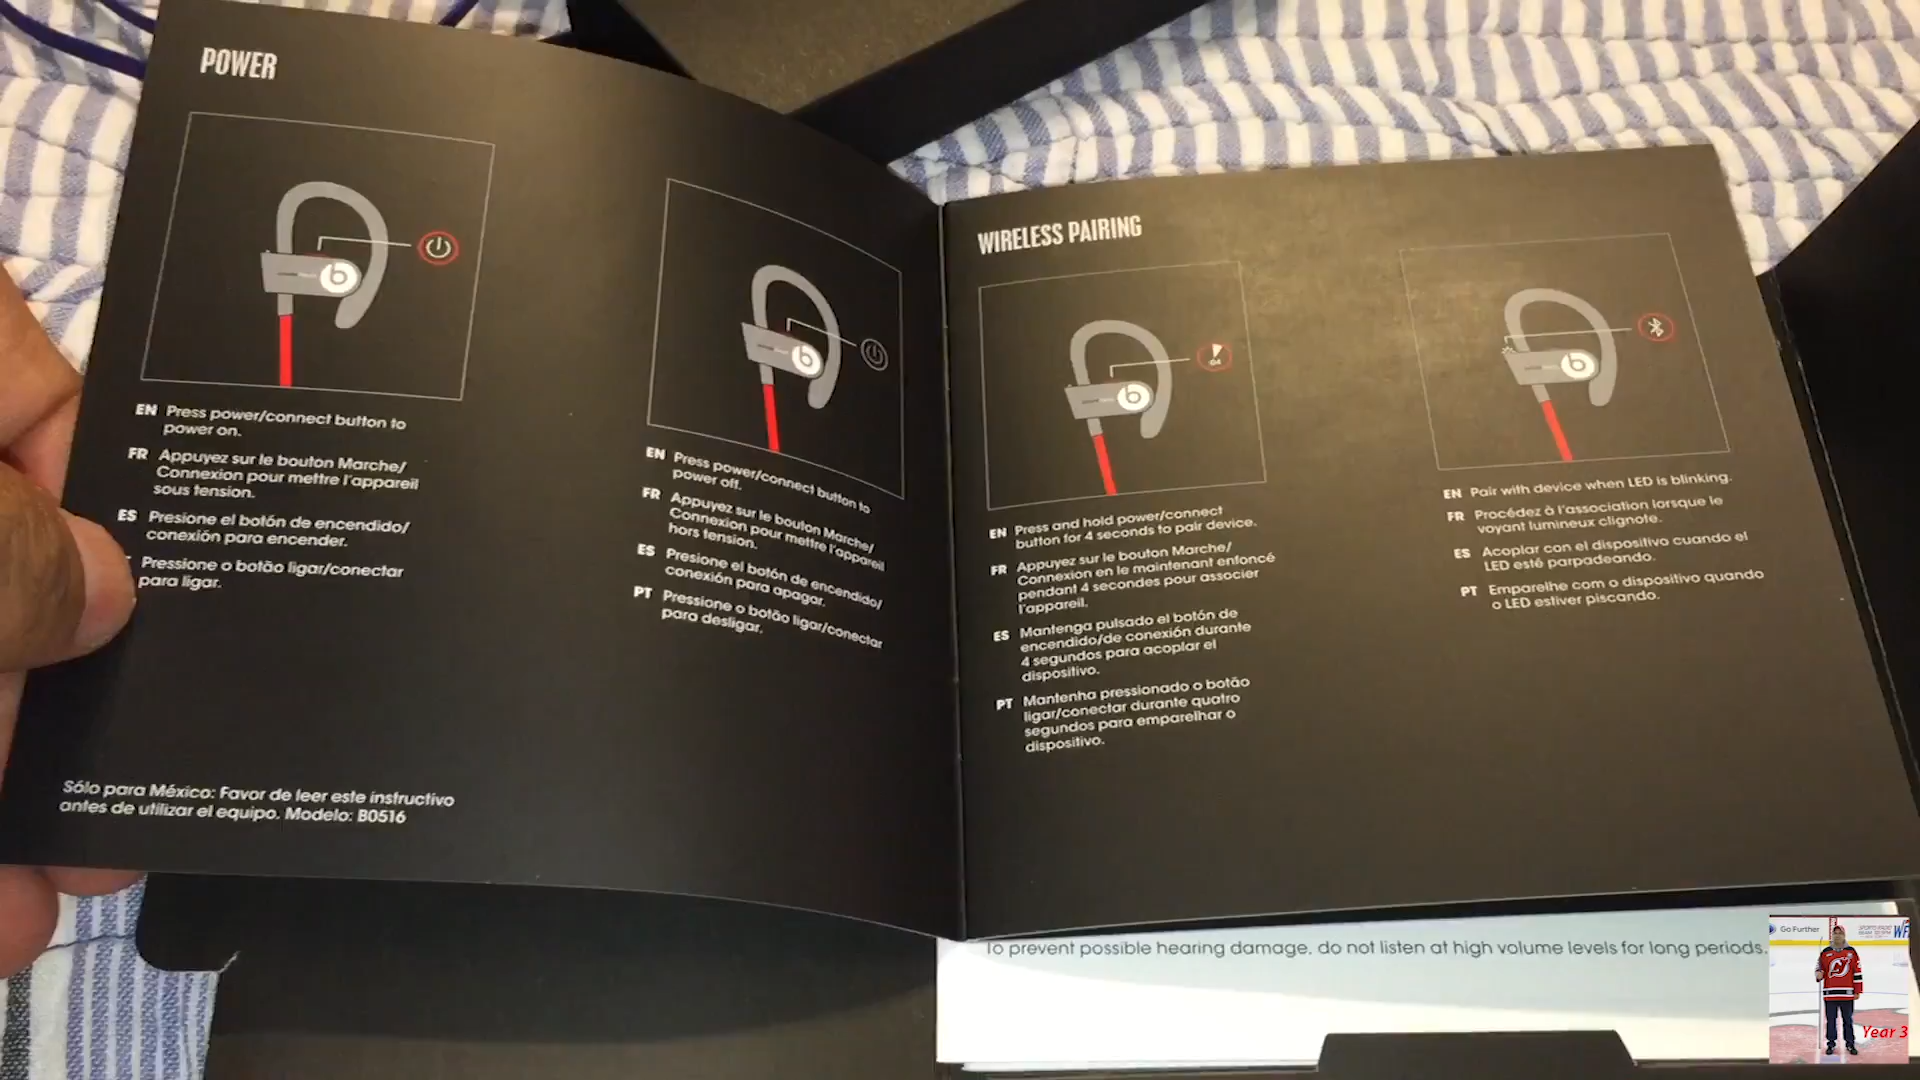 POWER
EN Press power/connect button to
power on.
FR Appuyez sur le bouton Marche/
Connexion pour mettre l'appareil
sous tension.
ES Presione el botón de encendido/
conexión para encender.
Pressione o botão ligar/conectar
para ligar.
EN Press power/connect button to
power off.
FR Appuyez sur le bouton Marche/
Connexion pour mettre l'appareil
hors tension.
ES Presione el botón de encendido/
conexión para apagar.
PT Pressione o botão ligar/conectar
para desligar.
Sólo para México: Favor de leer este instructivo
antes de utilizar el equipo. Modelo: B0516
WIRELESS PAIRING
04
EN Press and hold power/connect
button for 4 seconds to pair device.
FR Appuyez sur le bouton Marche/
Connexion en le maintenant enfoncé
pendant 4 secondes pour associer
l'appareil.
ES Mantenga pulsado el botón de
encendido/de conexión durante
4 segundos para acoplar el
dispositivo.
PT Mantenha pressionado o botão
ligar/conectar durante quatro
segundos para emparelhar o
dispositivo.
EN Pair with device when LED is blinking.
FR Procédez à l'association lorsque le
voyant lumineux clignote.
ES Acoplar con el dispositivo cuando el
LED esté parpadeando.
PT Emparelhe com o dispositivo quando
o LED estiver piscando.
To prevent possible hearing damage, do not listen at high volume levels for long periods.
Go Further
Year 3